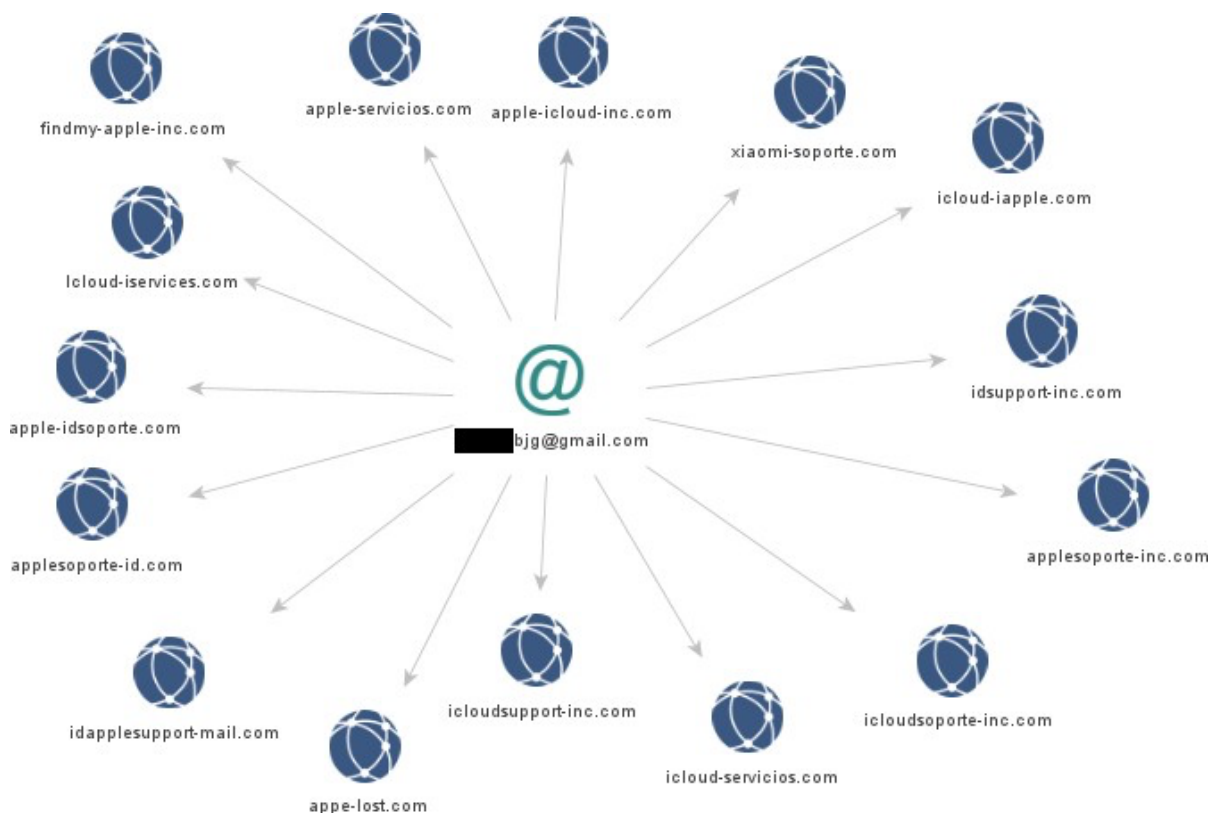 findmy-apple-inc.com
apple-servicios.com
apple-icloud-inc.com
xiaomi-soporte.com
icloud-iapple.com
lcloud-iservices.com
idsupport-inc.com
apple-idsoporte.com
@
bjg@gmail.com
applesoporte-id.com
applesoporte-inc.com
idapplesupport-mail.com
icloudsupport-inc.com
icloudsoporte-inc.com
icloud-servicios.com
appe-lost.com